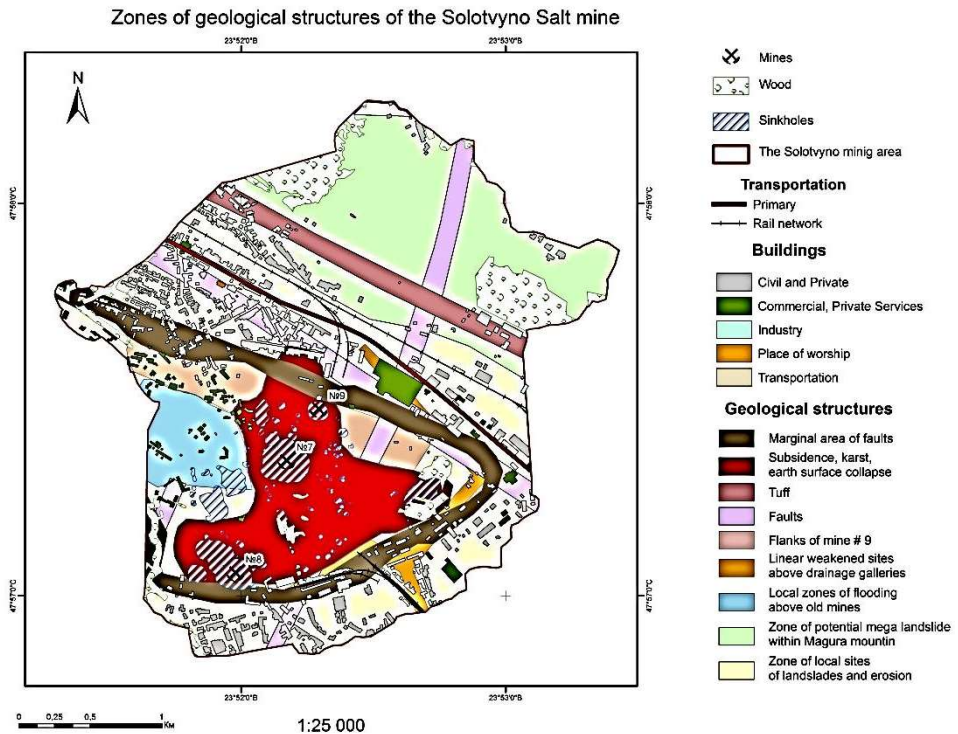 Zones of geological structures of the Solotvyno Salt mine
23°52'0"В
23°53'0"В
N
47°58'0"С
47°58'0"С
№9
№7
№8
47°57'0"С
47°57'0"С
23°52'0"В
23°53'0"В
0 0,25 0,5 1
Км
1:25 000
Mines
Wood
Sinkholes
The Solotvyno minig area
Transportation
Primary
Rail network
Buildings
Civil and Private
Commercial, Private Services
Industry
Place of worship
Transportation
Geological structures
Marginal area of faults
Subsidence, karst,
earth surface collapse
Tuff
Faults
Flanks of mine # 9
Linear weakened sites
above drainage galleries
Local zones of flooding
above old mines
Zone of potential mega landslide
within Magura mountin
Zone of local sites
of landslades and erosion